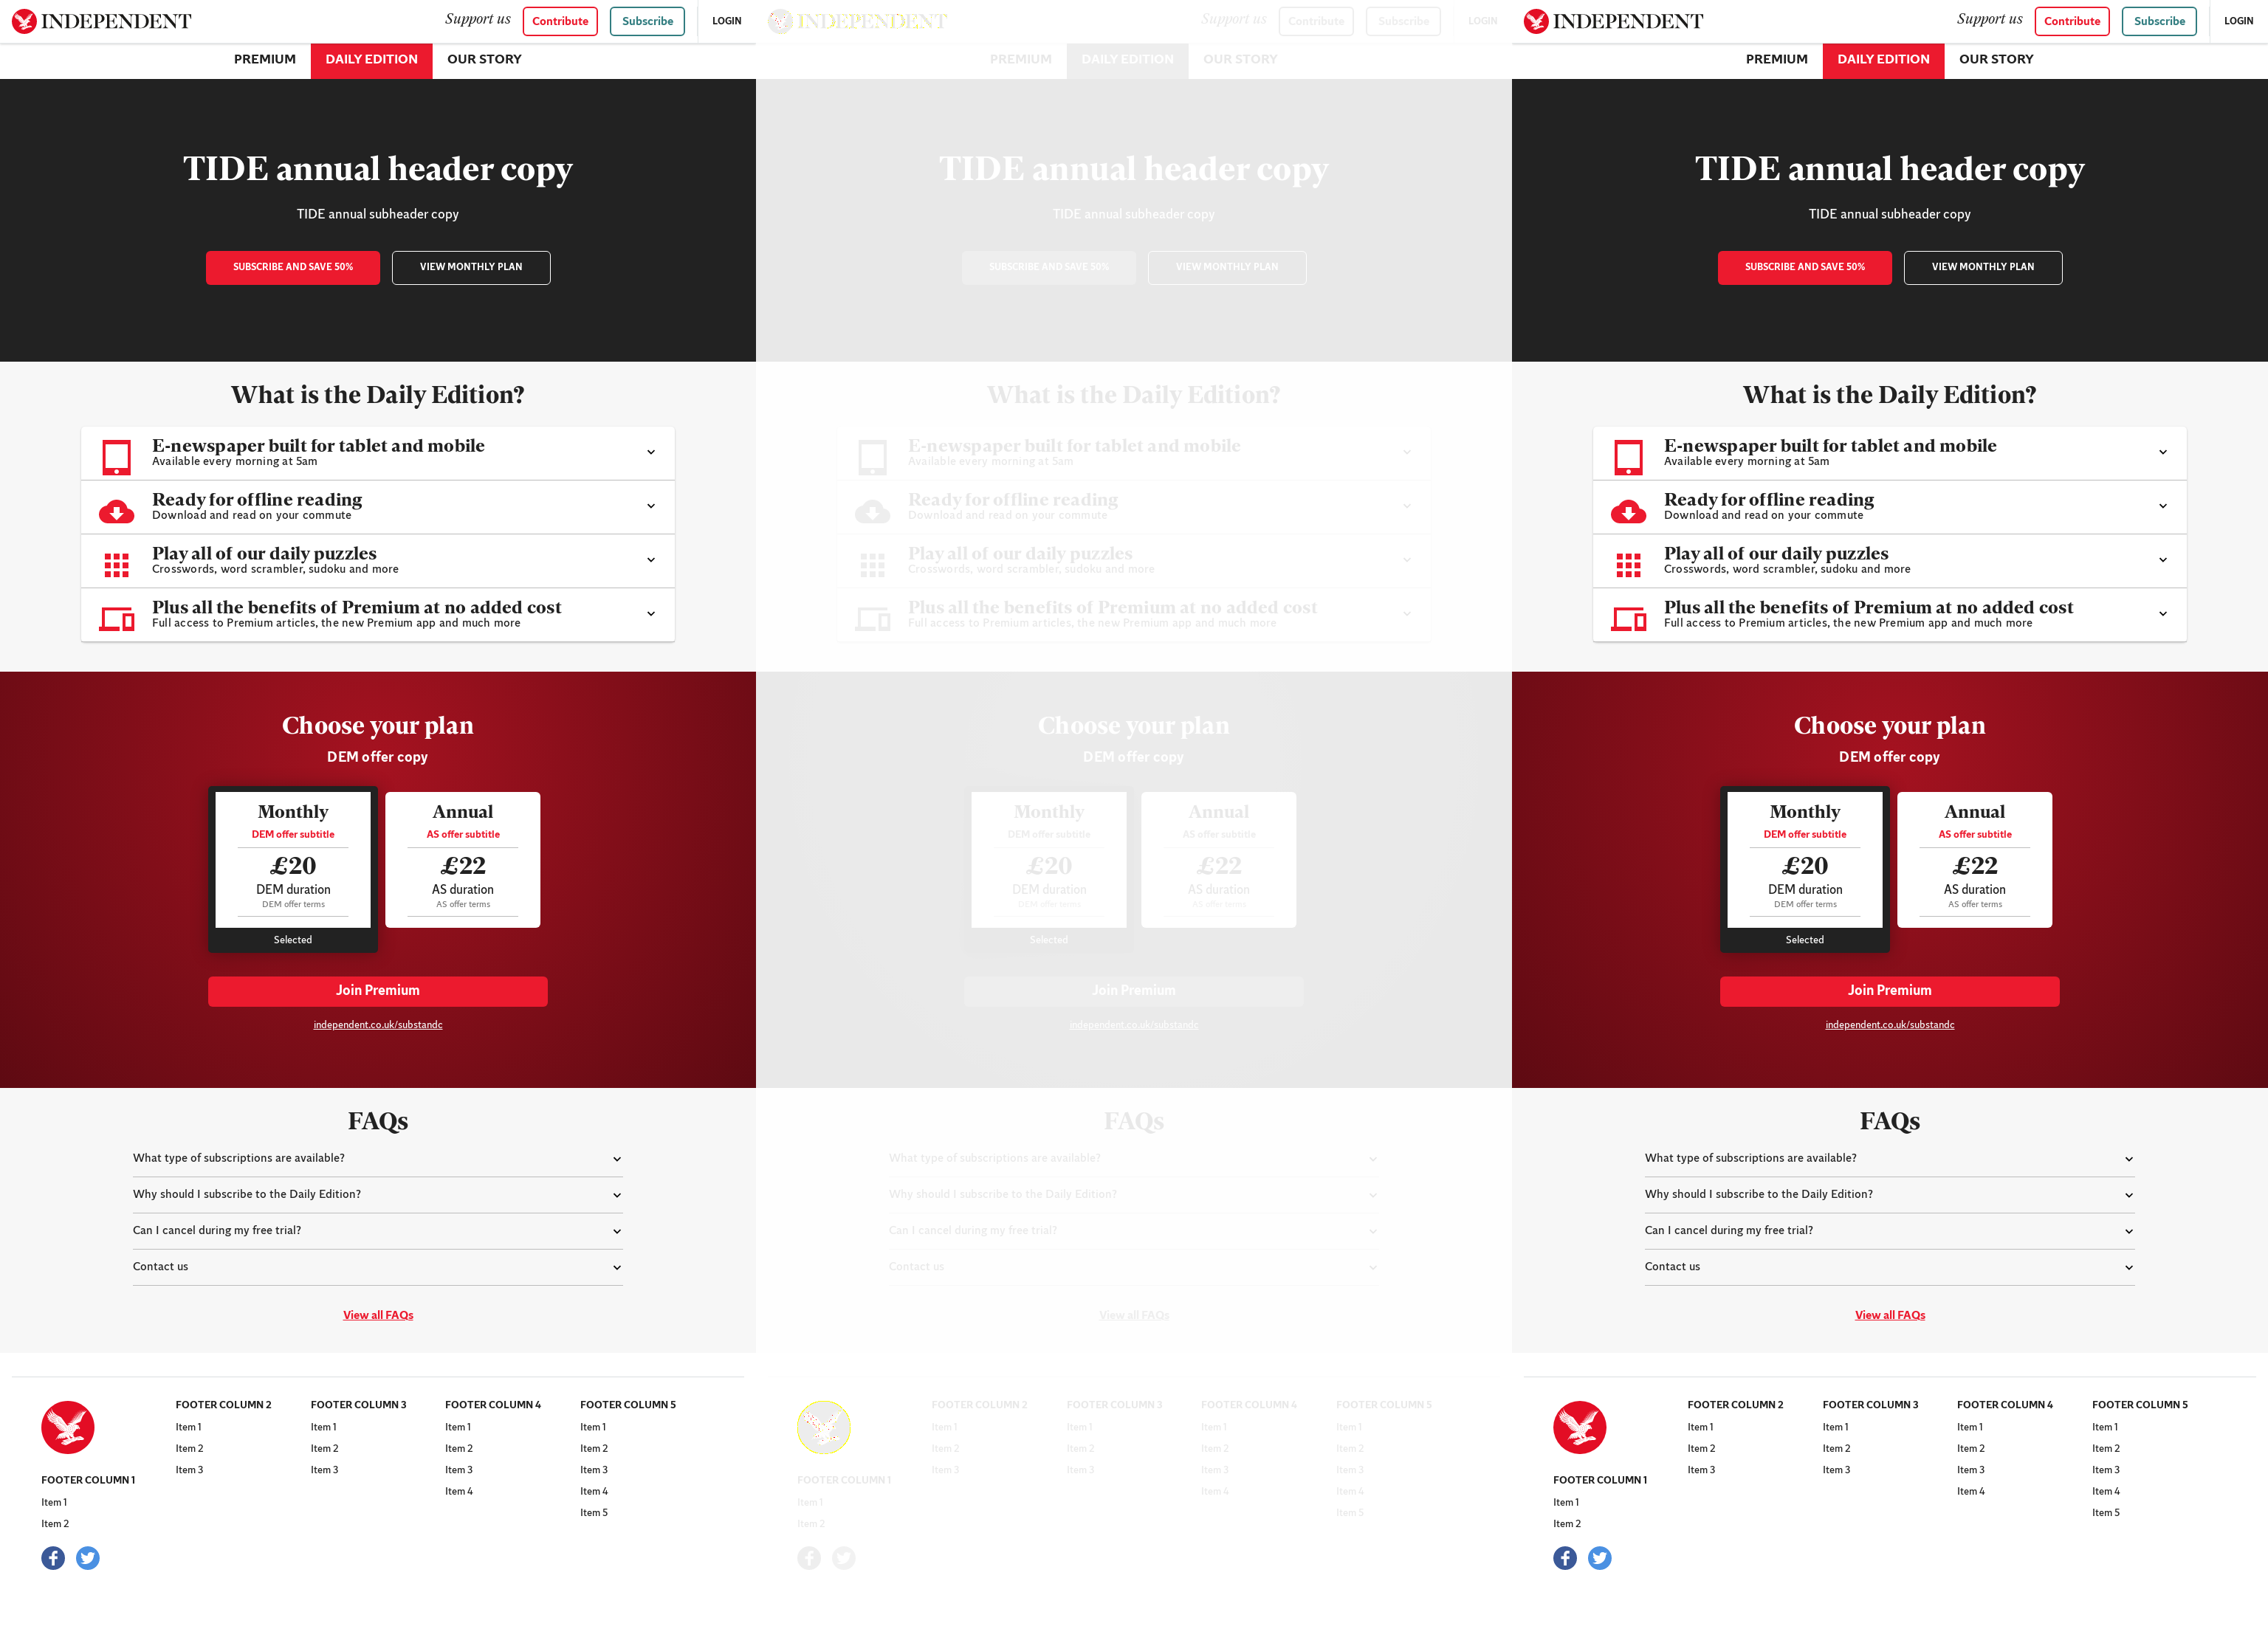 INDEPENDENT
Support us
Contribute
Subscribe
LOGIN
PREMIUM
DAILY EDITION
OUR STORY
TIDE annual header copy
TIDE annual subheader copy
SUBSCRIBE AND SAVE 50%
VIEW MONTHLY PLAN
What is the Daily Edition?
E-newspaper built for tablet and mobile
Available every morning at 5am
Ready for offline reading
Download and read on your commute
Play all of our daily puzzles
Crosswords, word scrambler, sudoku and more
Plus all the benefits of Premium at no added cost
Full access to Premium articles, the new Premium app and much more
Choose your plan
DEM offer copy
Monthly
DEM offer subtitle
£20
DEM duration
DEM offer terms
Selected
Annual
AS offer subtitle
£22
AS duration
AS offer terms
Join Premium
independent.co.uk/substandc
FAQs
What type of subscriptions are available?
Why should I subscribe to the Daily Edition?
Can I cancel during my free trial?
Contact us
View all FAQs
FOOTER COLUMN 1
Item 1
Item 2
FOOTER COLUMN 2
Item 1
Item 2
Item 3
FOOTER COLUMN 3
Item 1
Item 2
Item 3
FOOTER COLUMN 4
Item 1
Item 2
Item 3
Item 4
FOOTER COLUMN 5
Item 1
Item 2
Item 3
Item 4
Item 5
INDEPENDENT
Support us
Contribute
Subscribe
LOGIN
PREMIUM
DAILY EDITION
OUR STORY
TIDE annual header copy
TIDE annual subheader copy
SUBSCRIBE AND SAVE 50%
VIEW MONTHLY PLAN
What is the Daily Edition?
E-newspaper built for tablet and mobile
Available every morning at 5am
Ready for offline reading
Download and read on your commute
Play all of our daily puzzles
Crosswords, word scrambler, sudoku and more
Plus all the benefits of Premium at no added cost
Full access to Premium articles, the new Premium app and much more
Choose your plan
DEM offer copy
Monthly
DEM offer subtitle
£20
DEM duration
DEM offer terms
Selected
Annual
AS offer subtitle
£22
AS duration
AS offer terms
Join Premium
independent.co.uk/substandc
FAQs
What type of subscriptions are available?
Why should I subscribe to the Daily Edition?
Can I cancel during my free trial?
Contact us
View all FAQs
FOOTER COLUMN 1
Item 1
Item 2
FOOTER COLUMN 2
Item 1
Item 2
Item 3
FOOTER COLUMN 3
Item 1
Item 2
Item 3
FOOTER COLUMN 4
Item 1
Item 2
Item 3
Item 4
FOOTER COLUMN 5
Item 1
Item 2
Item 3
Item 4
Item 5
INDEPENDENT
Support us
Contribute
Subscribe
LOGIN
PREMIUM
DAILY EDITION
OUR STORY
TIDE annual header copy
TIDE annual subheader copy
SUBSCRIBE AND SAVE 50%
VIEW MONTHLY PLAN
What is the Daily Edition?
E-newspaper built for tablet and mobile
Available every morning at 5am
Ready for offline reading
Download and read on your commute
Play all of our daily puzzles
Crosswords, word scrambler, sudoku and more
Plus all the benefits of Premium at no added cost
Full access to Premium articles, the new Premium app and much more
Choose your plan
DEM offer copy
Monthly
DEM offer subtitle
£20
DEM duration
DEM offer terms
Selected
Annual
AS offer subtitle
£22
AS duration
AS offer terms
Join Premium
independent.co.uk/substandc
FAQs
What type of subscriptions are available?
Why should I subscribe to the Daily Edition?
Can I cancel during my free trial?
Contact us
View all FAQs
FOOTER COLUMN 1
Item 1
Item 2
FOOTER COLUMN 2
Item 1
Item 2
Item 3
FOOTER COLUMN 3
Item 1
Item 2
Item 3
FOOTER COLUMN 4
Item 1
Item 2
Item 3
Item 4
FOOTER COLUMN 5
Item 1
Item 2
Item 3
Item 4
Item 5